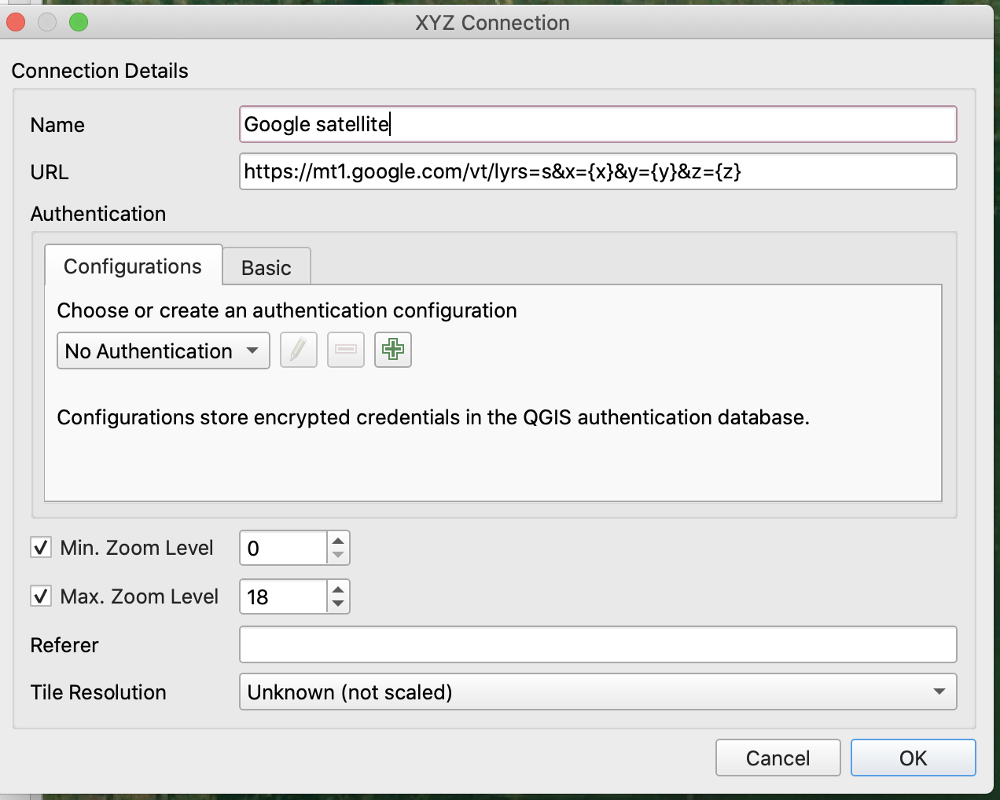 XYZ Connection
Connection Details
Name
Google satellite
URL
https://mt1.google.com/vt/lyrs=s&x={x}&y={y}&z={z}
Authentication
Configurations
Basic
Choose or create an authentication configuration
No Authentication
Configurations store encrypted credentials in the QGIS authentication database.
Min. Zoom Level
0
Max. Zoom Level
18
Referer
Tile Resolution
Unknown (not scaled)
Cancel
OK